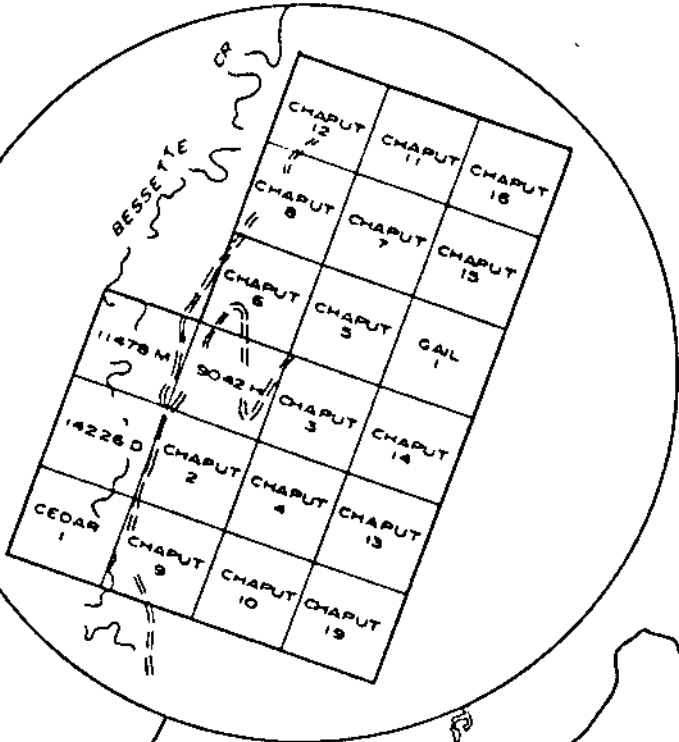 CR
BESSETTE
CHAPUT
12
CHAPUT
11
CHAPUT
16
CHAPUT
8
CHAPUT
7
CHAPUT
15
CHAPUT
6
CHAPUT
5
GAIL
1
11478 M
9042 M
CHAPUT
3
CHAPUT
14
14226 D
CHAPUT
2
CHAPUT
4
CHAPUT
13
CEDAR
1
CHAPUT
9
CHAPUT
10
CHAPUT
19